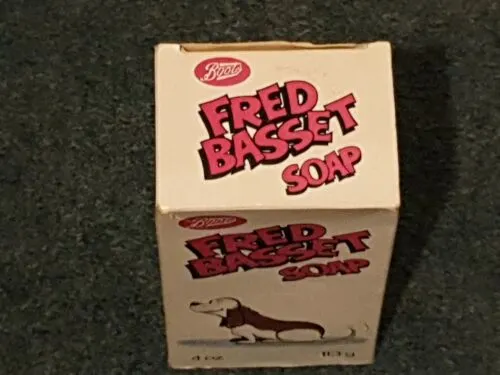 Boots
FRED
BASSET
SOAP
Boots
FRED
BASSET
SOAP
4 oz 113 g